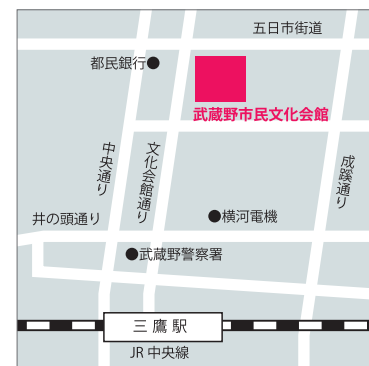 五日市街道
都民銀行
武蔵野市民文化会館
中央通り
文化会館通り
成蹊通り
井の頭通り
横河電機
武蔵野警察署
三鷹駅
JR中央線